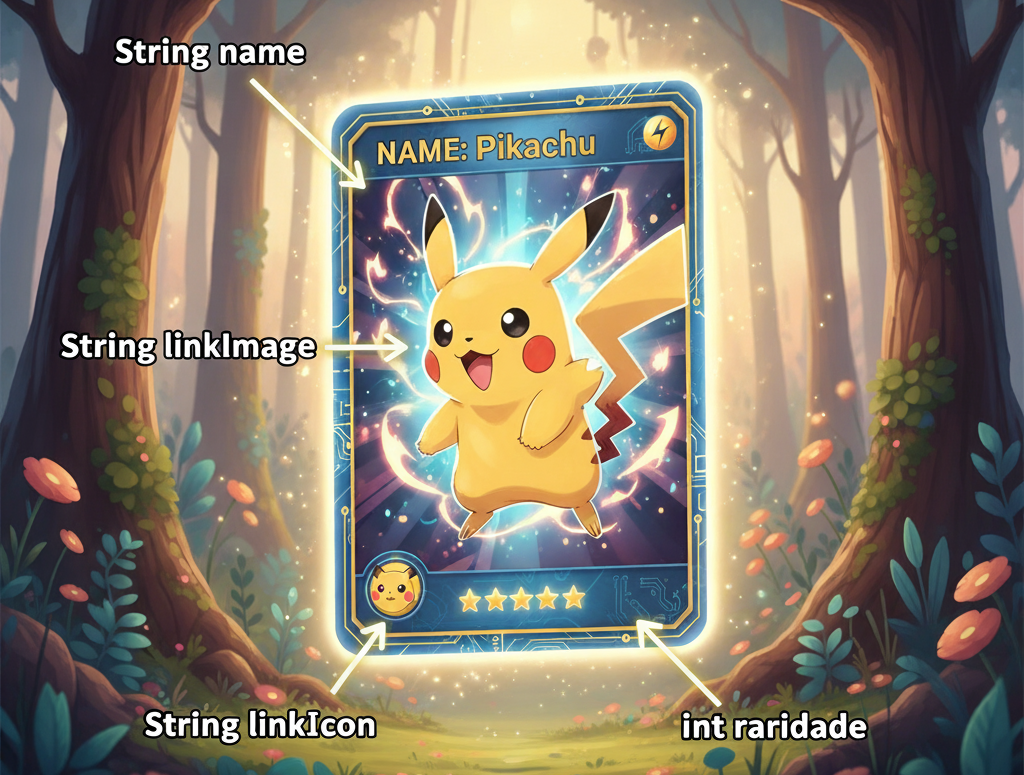 String name
NAME: Pikachu
String linkImage
String linkIcon
int raridade